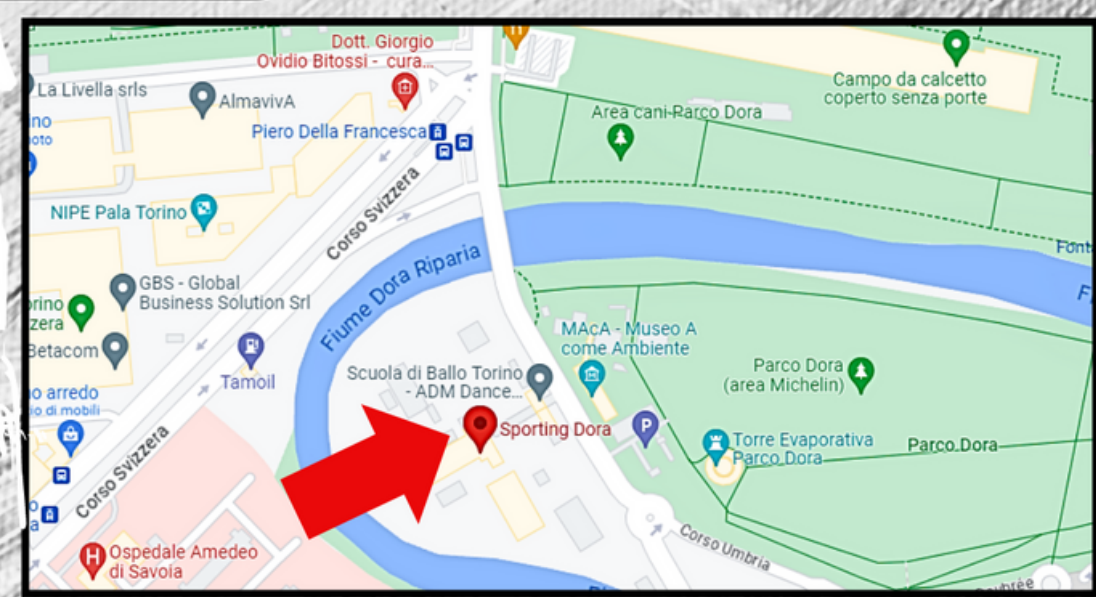 Dott. Giorgio
Ovidio Bitossi - cura...
La Livella srls
AlmavivA
Piero Della Francesca
Campo da calcetto
coperto senza porte
Area cani Parco Dora
NIPE Pala Torino
Corso Svizzera
Fiume Dora Riparia
GBS - Global
Business Solution Srl
Betacom
Tamoil
MAcA - Museo A
come Ambiente
Scuola di Ballo Torino
- ADM Dance...
Parco Dora
(area Michelin)
Sporting Dora
P
Torre Evaporativa
Parco Dora
Parco Dora
Corso Svizzera
Corso Umbria
H
Ospedale Amedeo
di Savoia